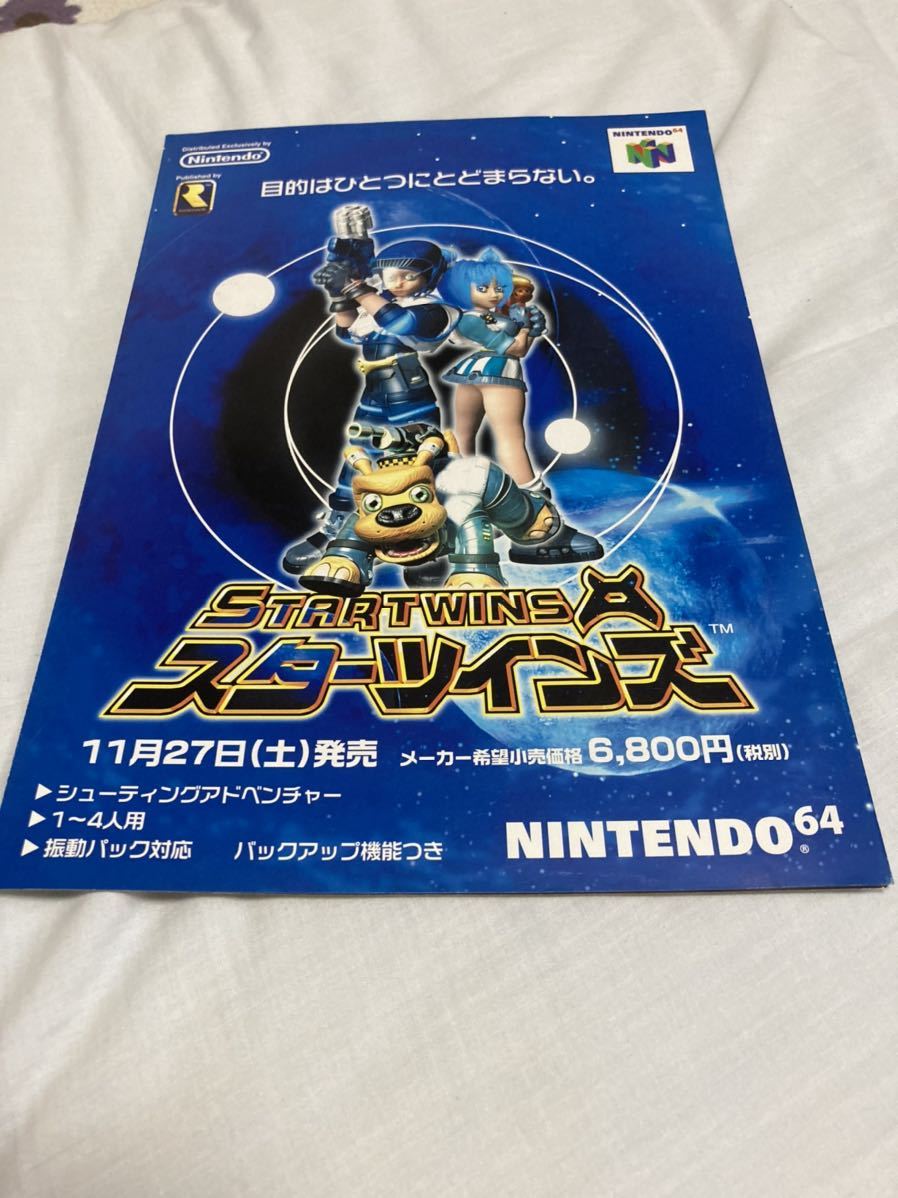 Distributed Exclusively by
Nintendo
Published by
NINTENDO64
目的はひとつにとどまらない。
STARTWINS
スターツインズ™
11月27日(土)発売 メーカー希望小売価格6,800円(税別)
▶シューティングアドベンチャー
▶1〜4人用
▶振動パック対応 バックアップ機能つき
NINTENDO64®